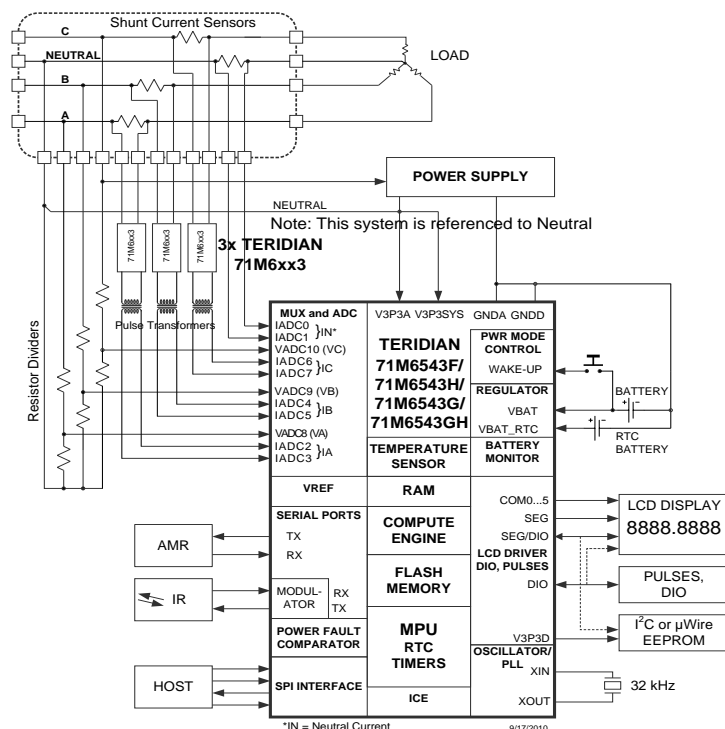 Shunt Current Sensors
C
NEUTRAL
B
A
LOAD
POWER SUPPLY
NEUTRAL
Note: This system is referenced to Neutral
71M6xx3
71M6xx3
71M6xx3
3x TERIDIAN
71M6xx3
Pulse Transformers
Resistor Dividers
MUX and ADC
IADC0
IADC1
}IN*
VADC10 (VC)
IADC6
IADC7
}IC
VADC9 (VB)
IADC4
IADC5
}IB
VADC8 (VA)
IADC2
IADC3
}IA
V3P3A
V3P3SYS
GNDA
GNDD
TERIDIAN
71M6543F/
71M6543H/
71M6543G/
71M6543GH
PWR MODE
CONTROL
WAKE-UP
REGULATOR
VBAT
VBAT_RTC
BATTERY
RTC
BATTERY
BATTERY
MONITOR
TEMPERATURE
SENSOR
VREF
RAM
SERIAL PORTS
TX
RX
AMR
COMPUTE
ENGINE
COM0...5
SEG
SEG/DIO
LCD DRIVER
DIO, PULSES
DIO
LCD DISPLAY
8888.8888
IR
MODUL-
ATOR
RX
TX
FLASH
MEMORY
PULSES,
DIO
POWER FAULT
COMPARATOR
MPU
RTC
TIMERS
V3P3D
I2C or µWire
EEPROM
OSCILLATOR/
PLL
XIN
XOUT
32 kHz
HOST
SPI INTERFACE
ICE
*IN = Neutral Current
9/17/2010